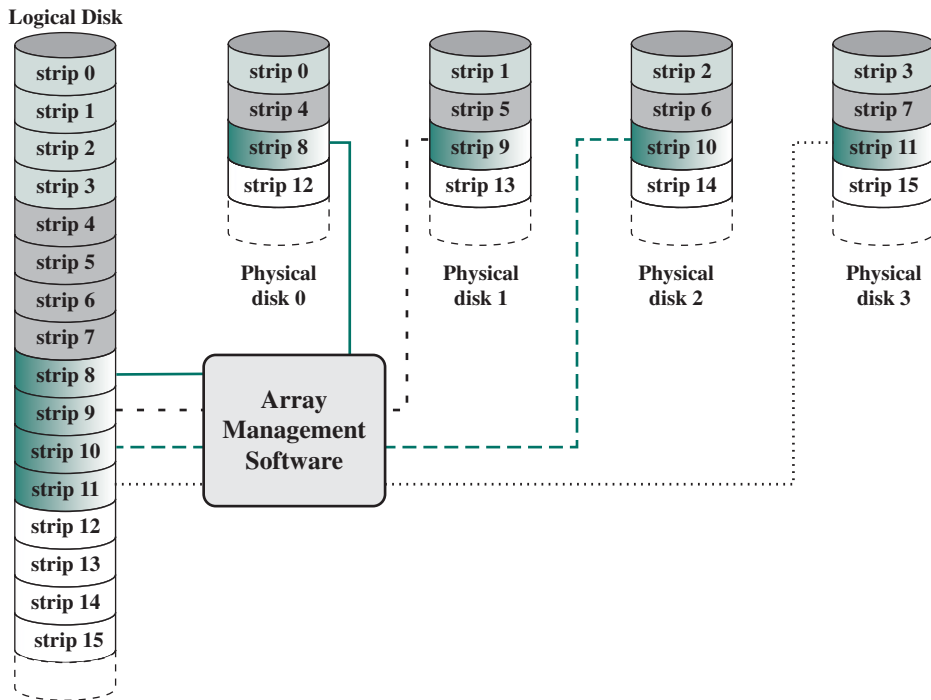 Logical Disk
strip 0
strip 1
strip 2
strip 3
strip 4
strip 5
strip 6
strip 7
strip 8
strip 9
strip 10
strip 11
strip 12
strip 13
strip 14
strip 15
strip 0
strip 4
strip 8
strip 12
Physical
disk 0
strip 1
strip 5
strip 9
strip 13
Physical
disk 1
strip 2
strip 6
strip 10
strip 14
Physical
disk 2
strip 3
strip 7
strip 11
strip 15
Physical
disk 3
Array
Management
Software